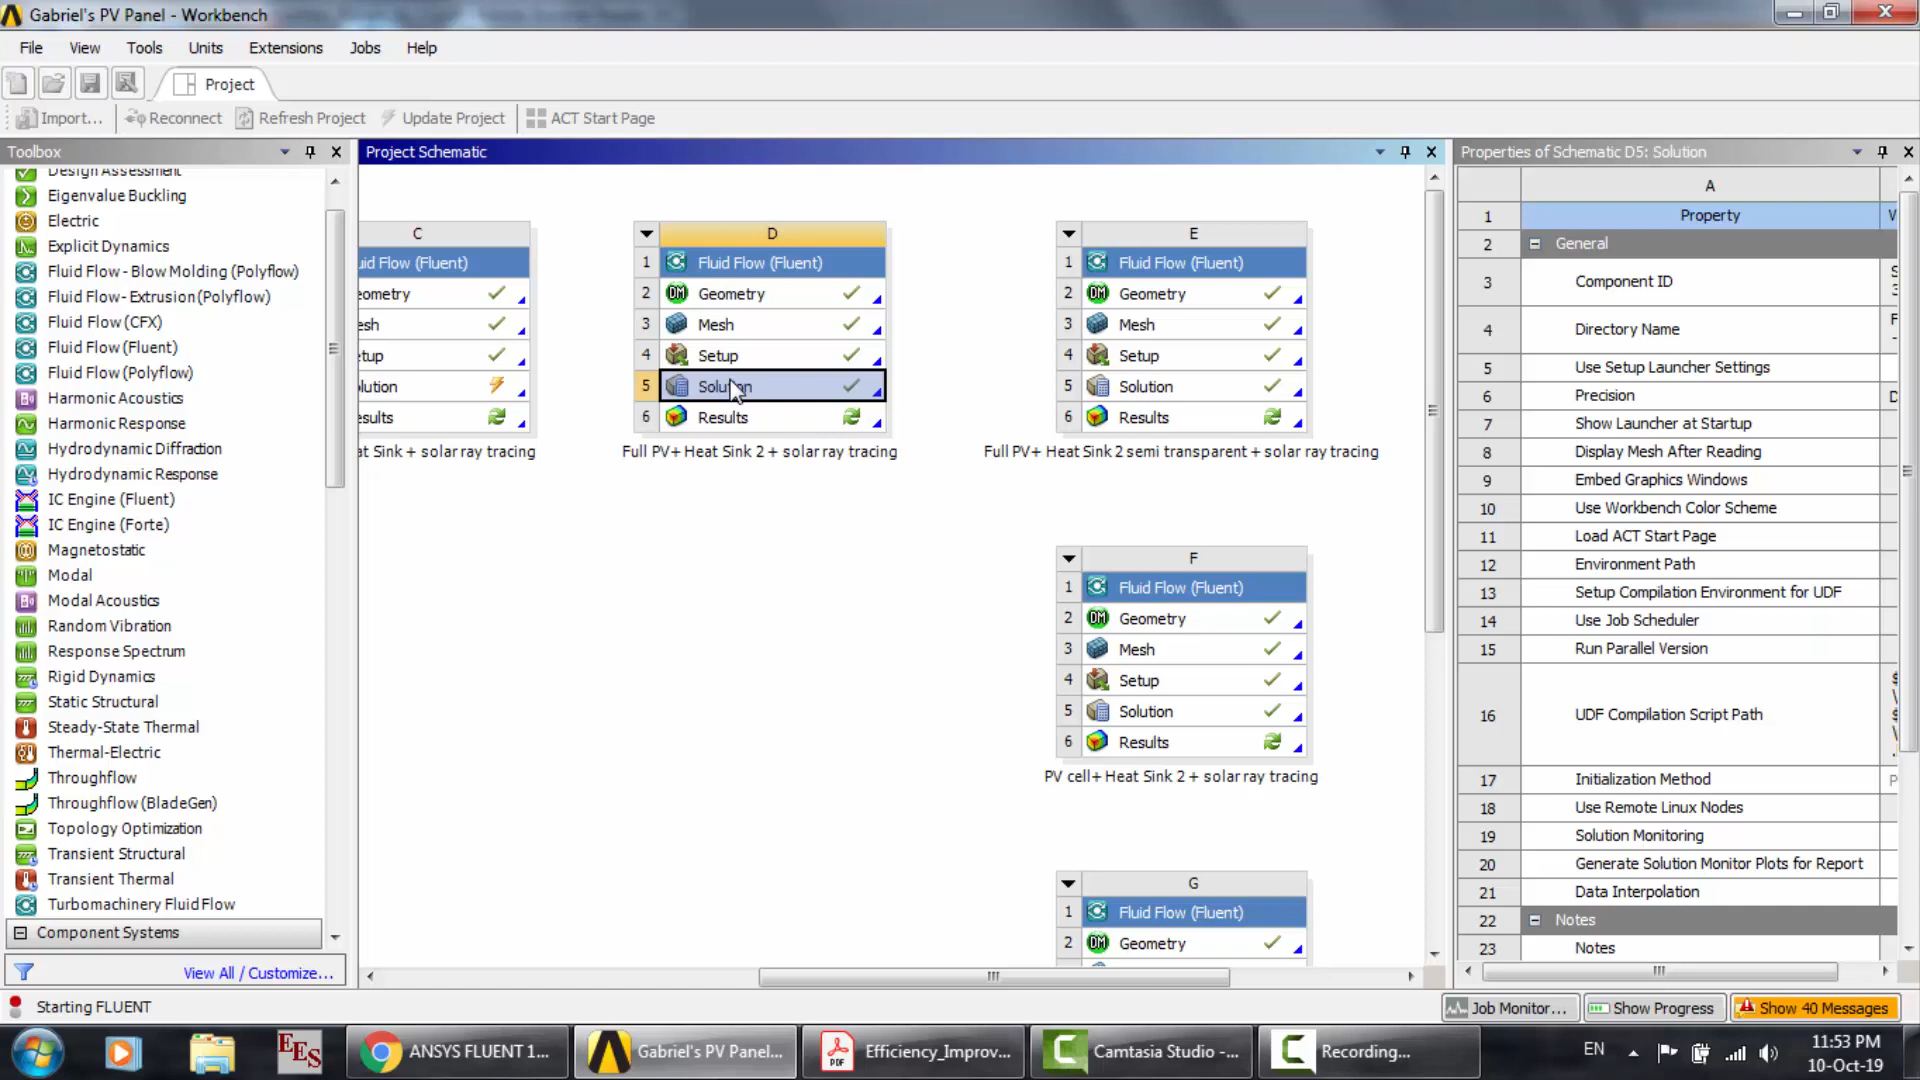 Gabriel's PV Panel - Workbench
File View Tools Units Extensions Jobs Help
Project
Import... Reconnect Refresh Project Update Project ACT Start Page
Toolbox
Design Assessment
Eigenvalue Buckling
Electric
Explicit Dynamics
Fluid Flow - Blow Molding (Polyflow)
Fluid Flow- Extrusion (Polyflow)
Fluid Flow (CFX)
Fluid Flow (Fluent)
Fluid Flow (Polyflow)
Harmonic Acoustics
Harmonic Response
Hydrodynamic Diffraction
Hydrodynamic Response
IC Engine (Fluent)
IC Engine (Forte)
Magnetostatic
Modal
Modal Acoustics
Random Vibration
Response Spectrum
Rigid Dynamics
Static Structural
Steady-State Thermal
Thermal-Electric
Throughflow
Throughflow (BladeGen)
Topology Optimization
Transient Structural
Transient Thermal
Turbomachinery Fluid Flow
Component Systems
View All / Customize...
Project Schematic
C
uid Flow (Fluent)
eometry
esh
etup
lution
esults
at Sink + solar ray tracing
D
1 Fluid Flow (Fluent)
2 DM Geometry
3 Mesh
4 Setup
5 Solution
6 Results
Full PV+ Heat Sink 2 + solar ray tracing
E
1 Fluid Flow (Fluent)
2 DM Geometry
3 Mesh
4 Setup
5 Solution
6 Results
Full PV+ Heat Sink 2 semi transparent + solar ray tracing
F
1 Fluid Flow (Fluent)
2 DM Geometry
3 Mesh
4 Setup
5 Solution
6 Results
PV cell+ Heat Sink 2 + solar ray tracing
G
1 Fluid Flow (Fluent)
2 DM Geometry
Properties of Schematic D5: Solution
A
1 Property V
2 General
3 Component ID
4 Directory Name
5 Use Setup Launcher Settings
6 Precision D
7 Show Launcher at Startup
8 Display Mesh After Reading
9 Embed Graphics Windows
10 Use Workbench Color Scheme
11 Load ACT Start Page
12 Environment Path
13 Setup Compilation Environment for UDF
14 Use Job Scheduler
15 Run Parallel Version
16 UDF Compilation Script Path
17 Initialization Method
18 Use Remote Linux Nodes
19 Solution Monitoring
20 Generate Solution Monitor Plots for Report
21 Data Interpolation
22 Notes
23 Notes
Starting FLUENT
Job Monitor... Show Progress Show 40 Messages
EES
ANSYS FLUENT 1...
Gabriel's PV Panel...
PDF
Efficiency_Improv...
Camtasia Studio -...
Recording...
EN
11:53 PM
10-Oct-19